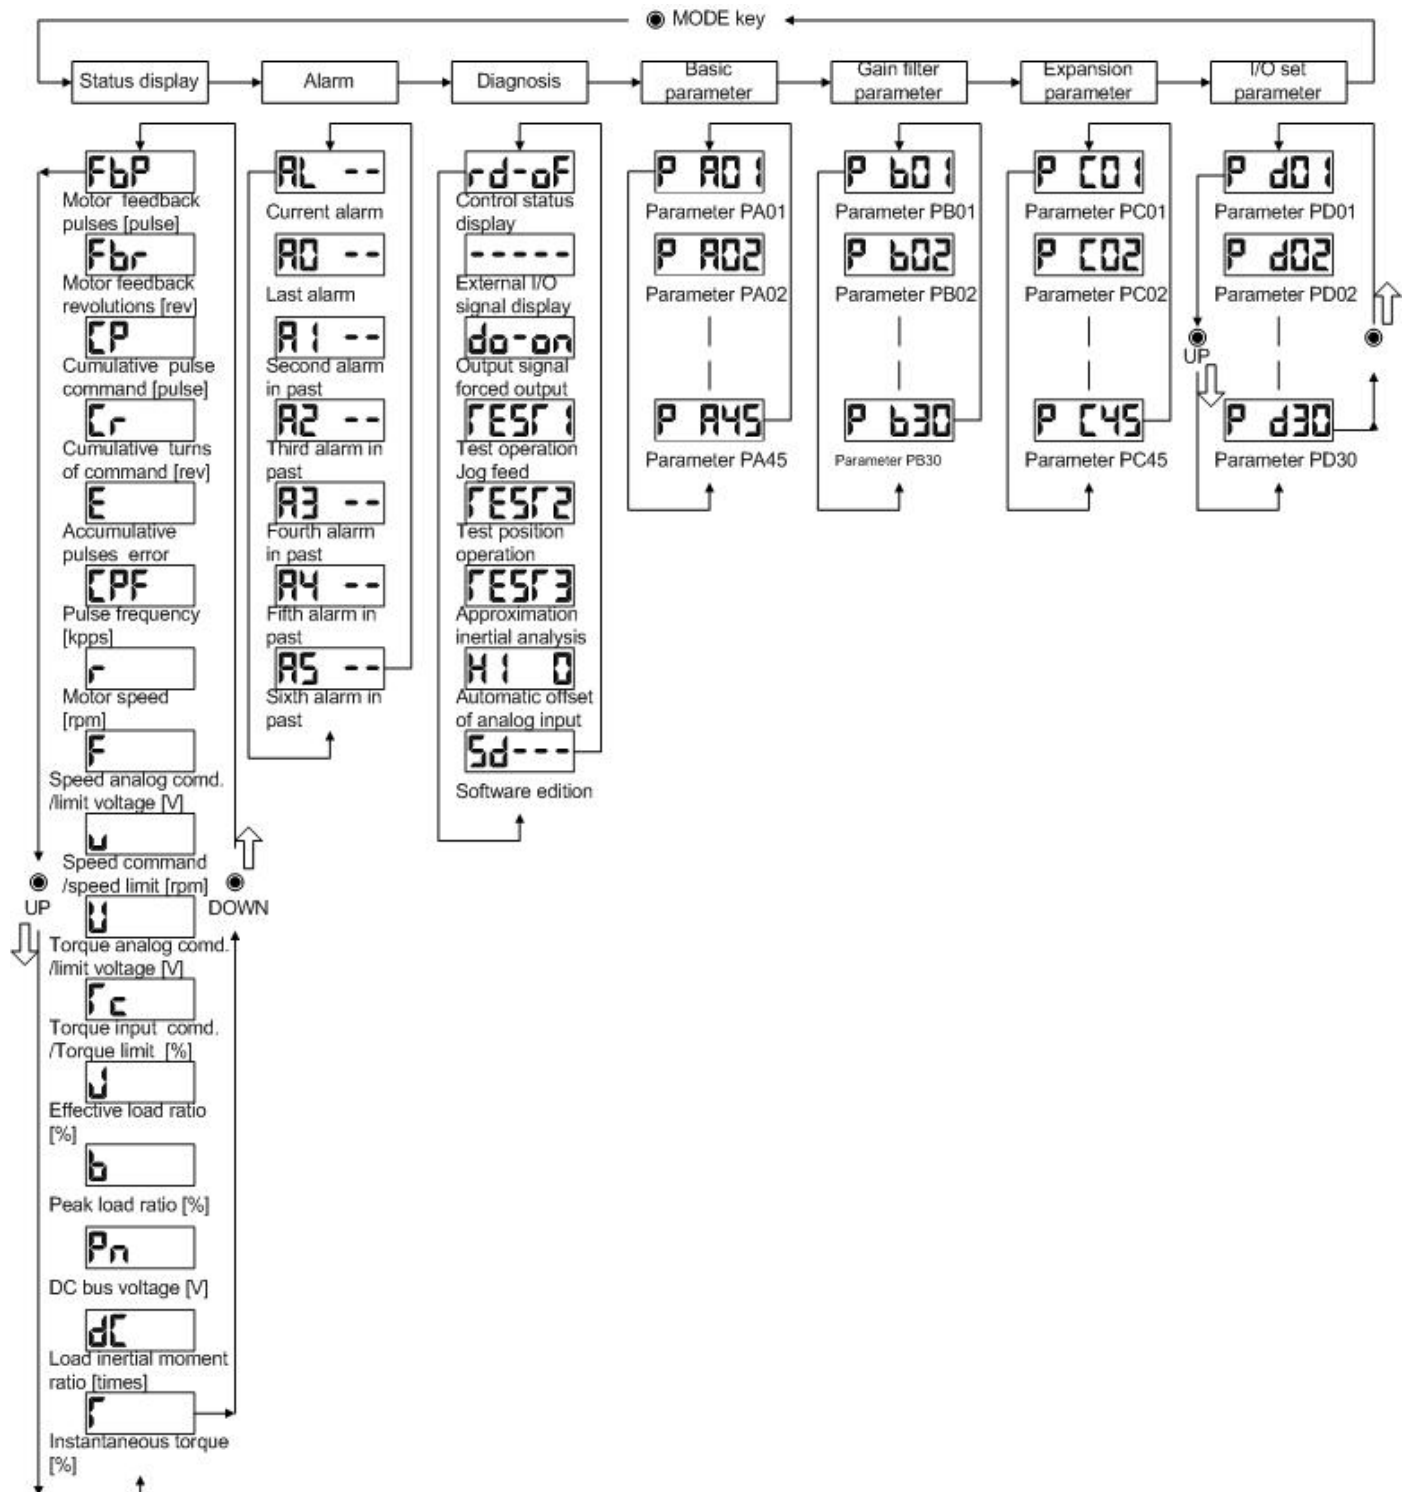 MODE key
Status display
Alarm
Diagnosis
Basic
parameter
Gain filter
parameter
Expansion
parameter
I/O set
parameter
FbP
Motor feedback
pulses [pulse]
Fbr
Motor feedback
revolutions [rev]
CP
Cumulative pulse
command [pulse]
Cr
Cumulative turns
of command [rev]
E
Accumulative
pulses error
CPF
Pulse frequency
[kpps]
r
Motor speed
[rpm]
F
Speed analog comd.
/limit voltage [V]
u
Speed command
/speed limit [rpm]
UP
DOWN
U
Torque analog comd.
/limit voltage [V]
Tc
Torque input comd.
/Torque limit [%]
J
Effective load ratio
[%]
b
Peak load ratio [%]
Pn
DC bus voltage [V]
dC
Load inertial moment
ratio [times]
T
Instantaneous torque
[%]
AL --
Current alarm
A0 --
Last alarm
A1 --
Second alarm
in past
A2 --
Third alarm in
past
A3 --
Fourth alarm
in past
A4 --
Fifth alarm in
past
A5 --
Sixth alarm in
past
rd-oF
Control status
display
-----
External I/O
signal display
do-on
Output signal
forced output
TEST1
Test operation
Jog feed
TEST2
Test position
operation
TEST3
Approximation
inertial analysis
H1 0
Automatic offset
of analog input
Sd---
Software edition
P A01
Parameter PA01
P A02
Parameter PA02
P A45
Parameter PA45
P b01
Parameter PB01
P b02
Parameter PB02
P b30
Parameter PB30
P C01
Parameter PC01
P C02
Parameter PC02
P C45
Parameter PC45
P d01
Parameter PD01
P d02
Parameter PD02
UP
P d30
Parameter PD30